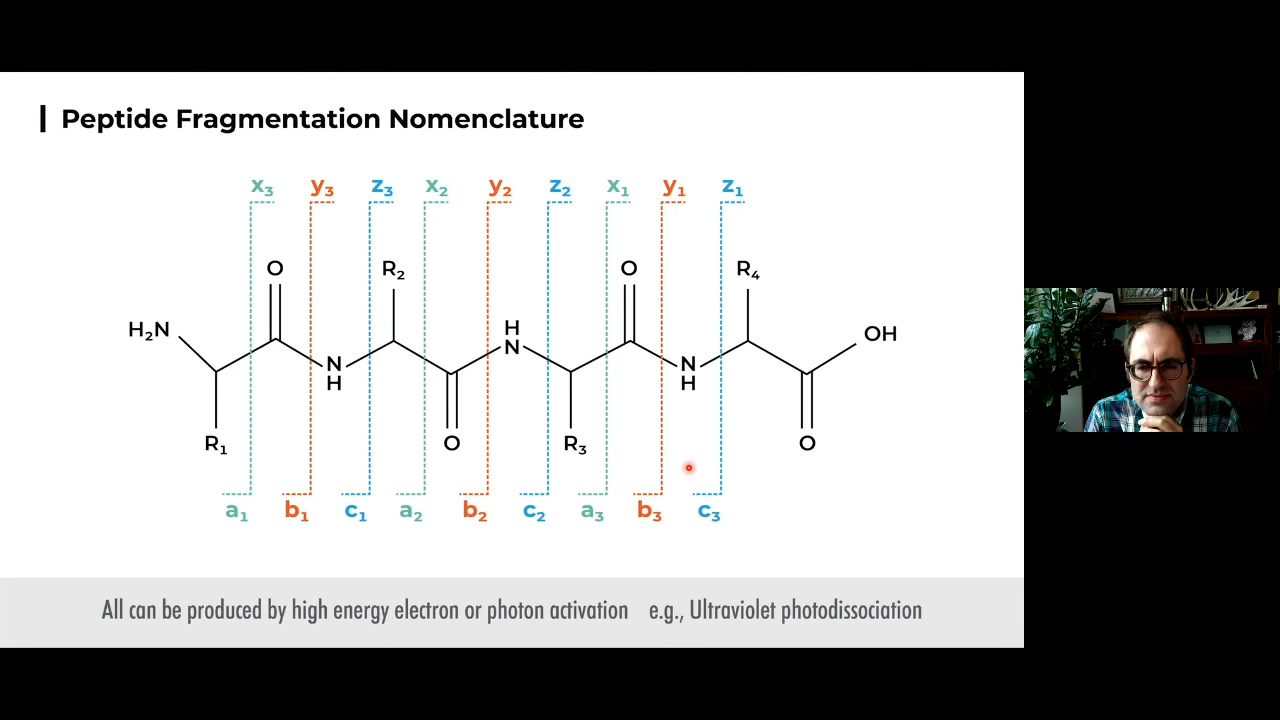 Peptide Fragmentation Nomenclature
x₃ y₃ z₃ x₂ y₂ z₂ x₁ y₁ z₁
O R₂ O R₄
H₂N N H H N N H OH
R₁ O R₃ O
a₁ b₁ c₁ a₂ b₂ c₂ a₃ b₃ c₃
All can be produced by high energy electron or photon activation e.g., Ultraviolet photodissociation